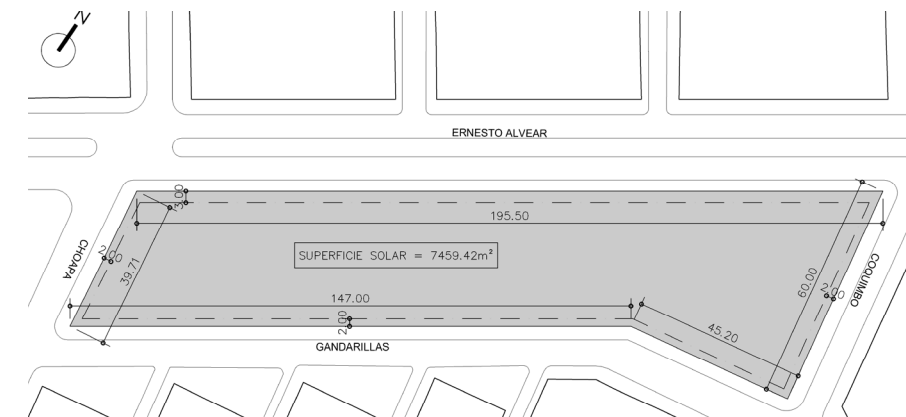 N
ERNESTO ALVEAR
3.00
195.50
CHOAPA
2.00
39.71
SUPERFICIE SOLAR = 7459.42m²
60.00
2.00
COQUIMBO
147.00
2.00
45.20
GANDARILLAS